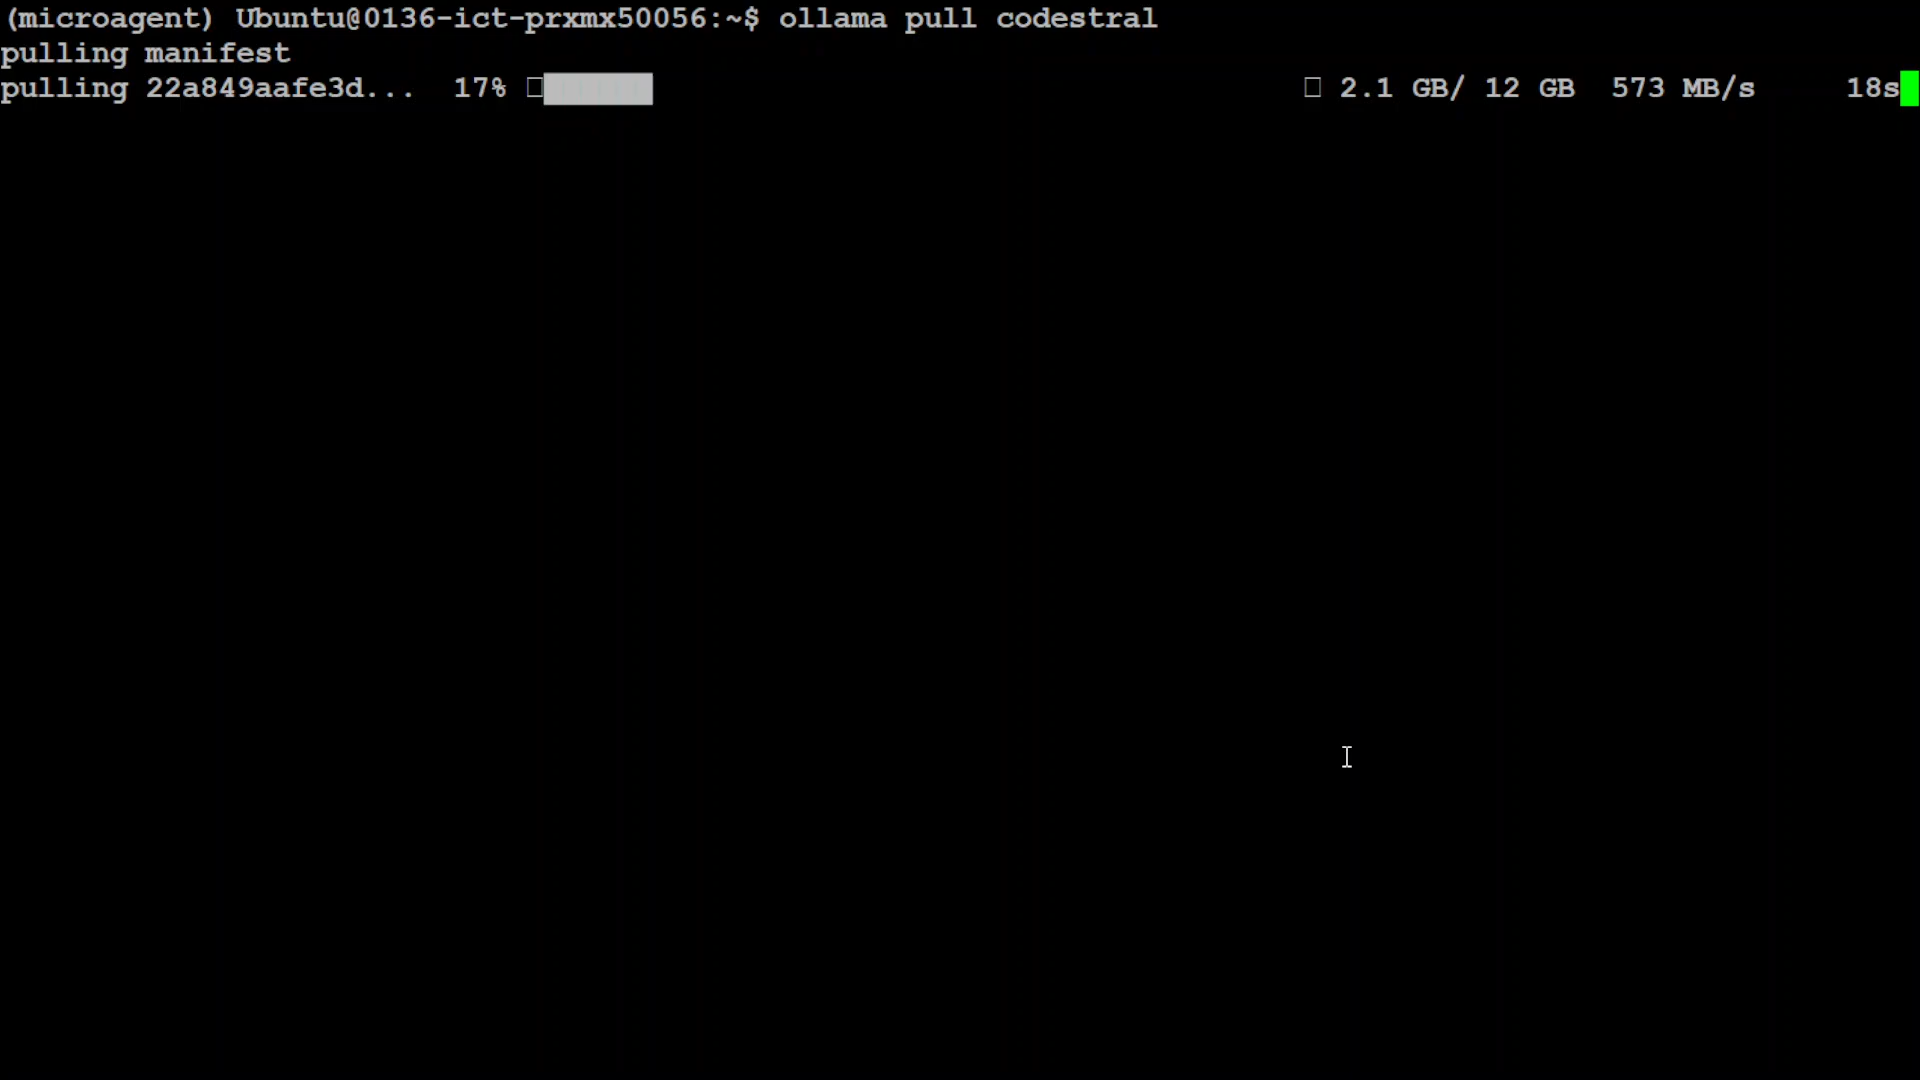 (microagent) Ubuntu@0136-ict-prxmx50056:~$ ollama pull codestral
pulling manifest
pulling 22a849aafe3d... 17% 2.1 GB/ 12 GB 573 MB/s 18s